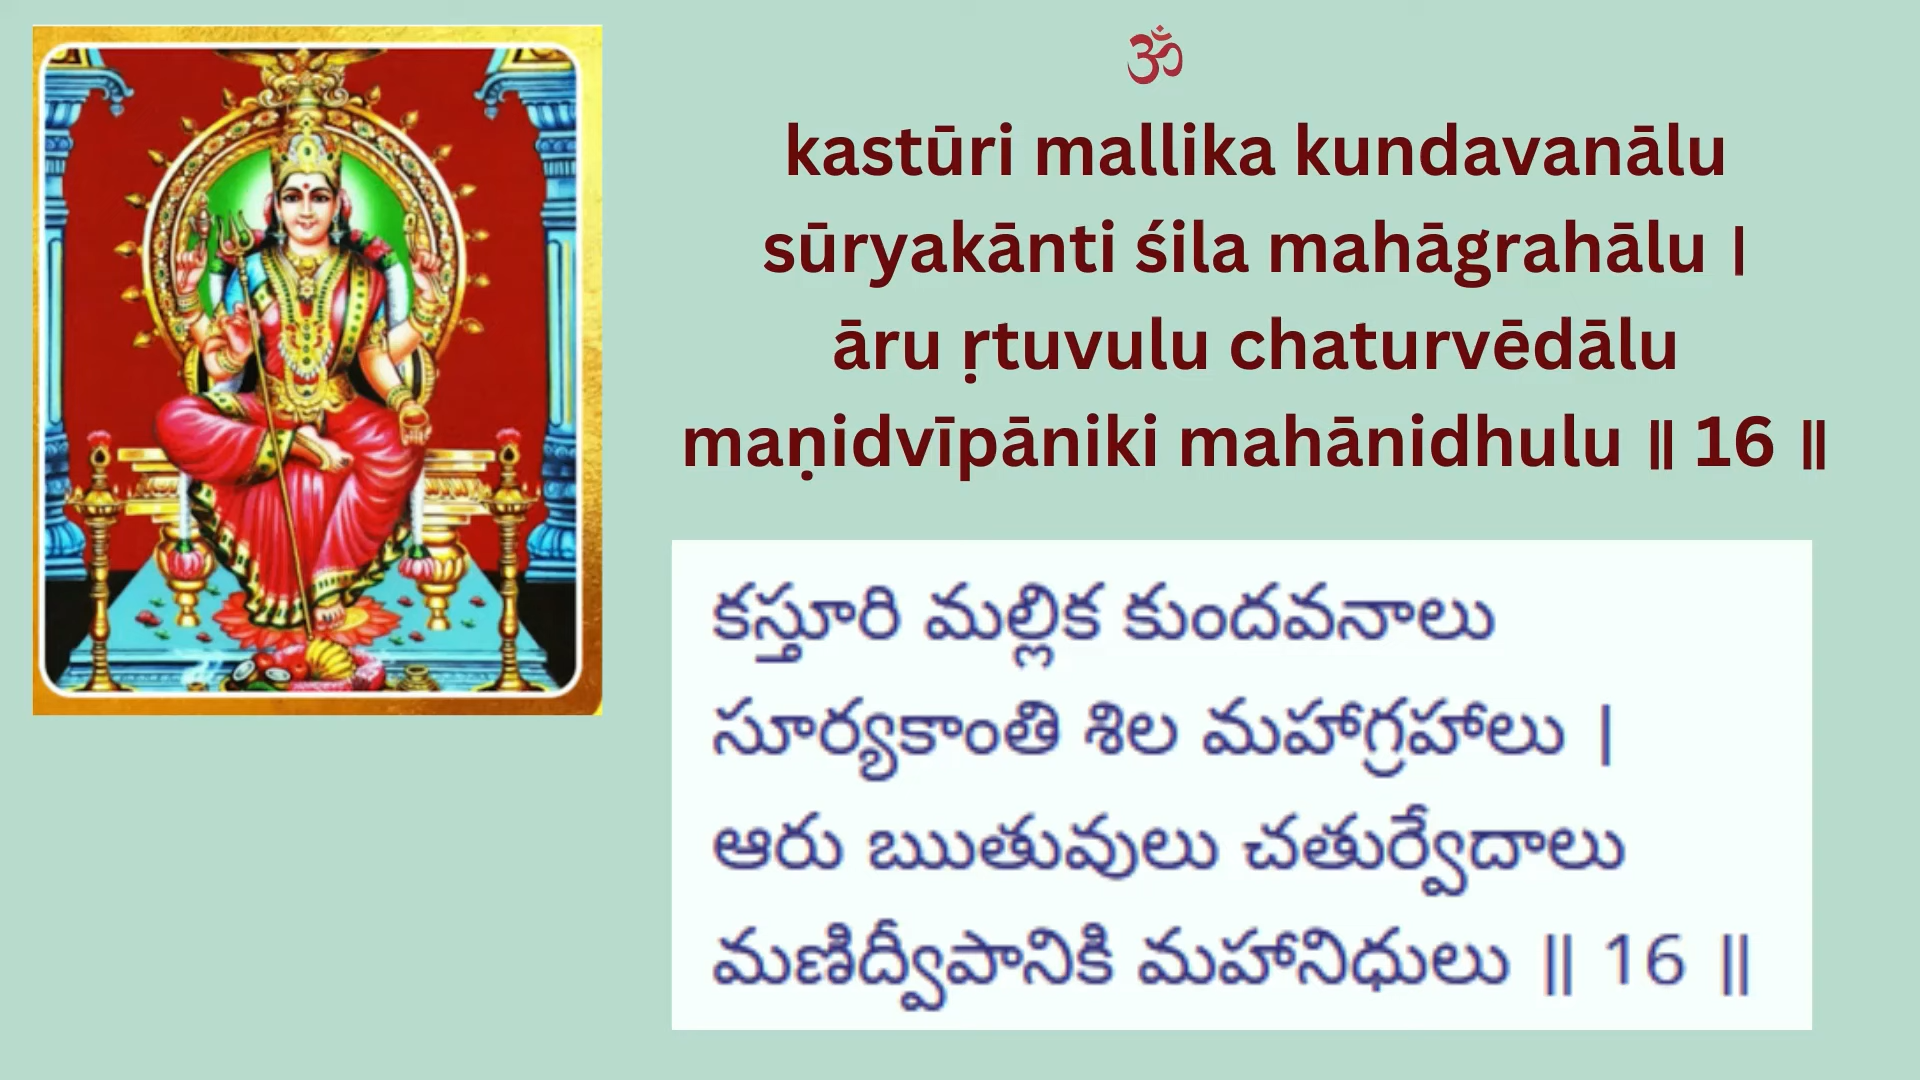 ॐ
kastūri mallika kundavanālu
sūryakānti śila mahāgrahālu ।
āru ṛtuvulu chaturvēdālu
maṇidvīpāniki mahānidhulu ॥ 16 ॥
కస్తూరి మల్లిక కుందవనాలు
సూర్యకాంతి శిల మహాగ్రహాలు ।
ఆరు ఋతువులు చతుర్వేదాలు
మణిద్వీపానికి మహానిధులు ॥ 16 ॥